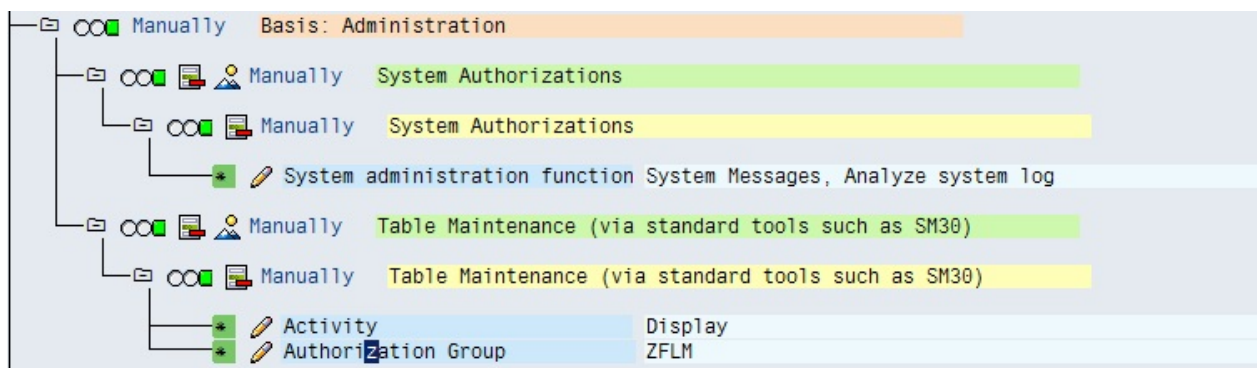 Manually Basis: Administration
Manually System Authorizations
Manually System Authorizations
System administration function System Messages, Analyze system log
Manually Table Maintenance (via standard tools such as SM30)
Manually Table Maintenance (via standard tools such as SM30)
Activity Display
Authorization Group ZFLM